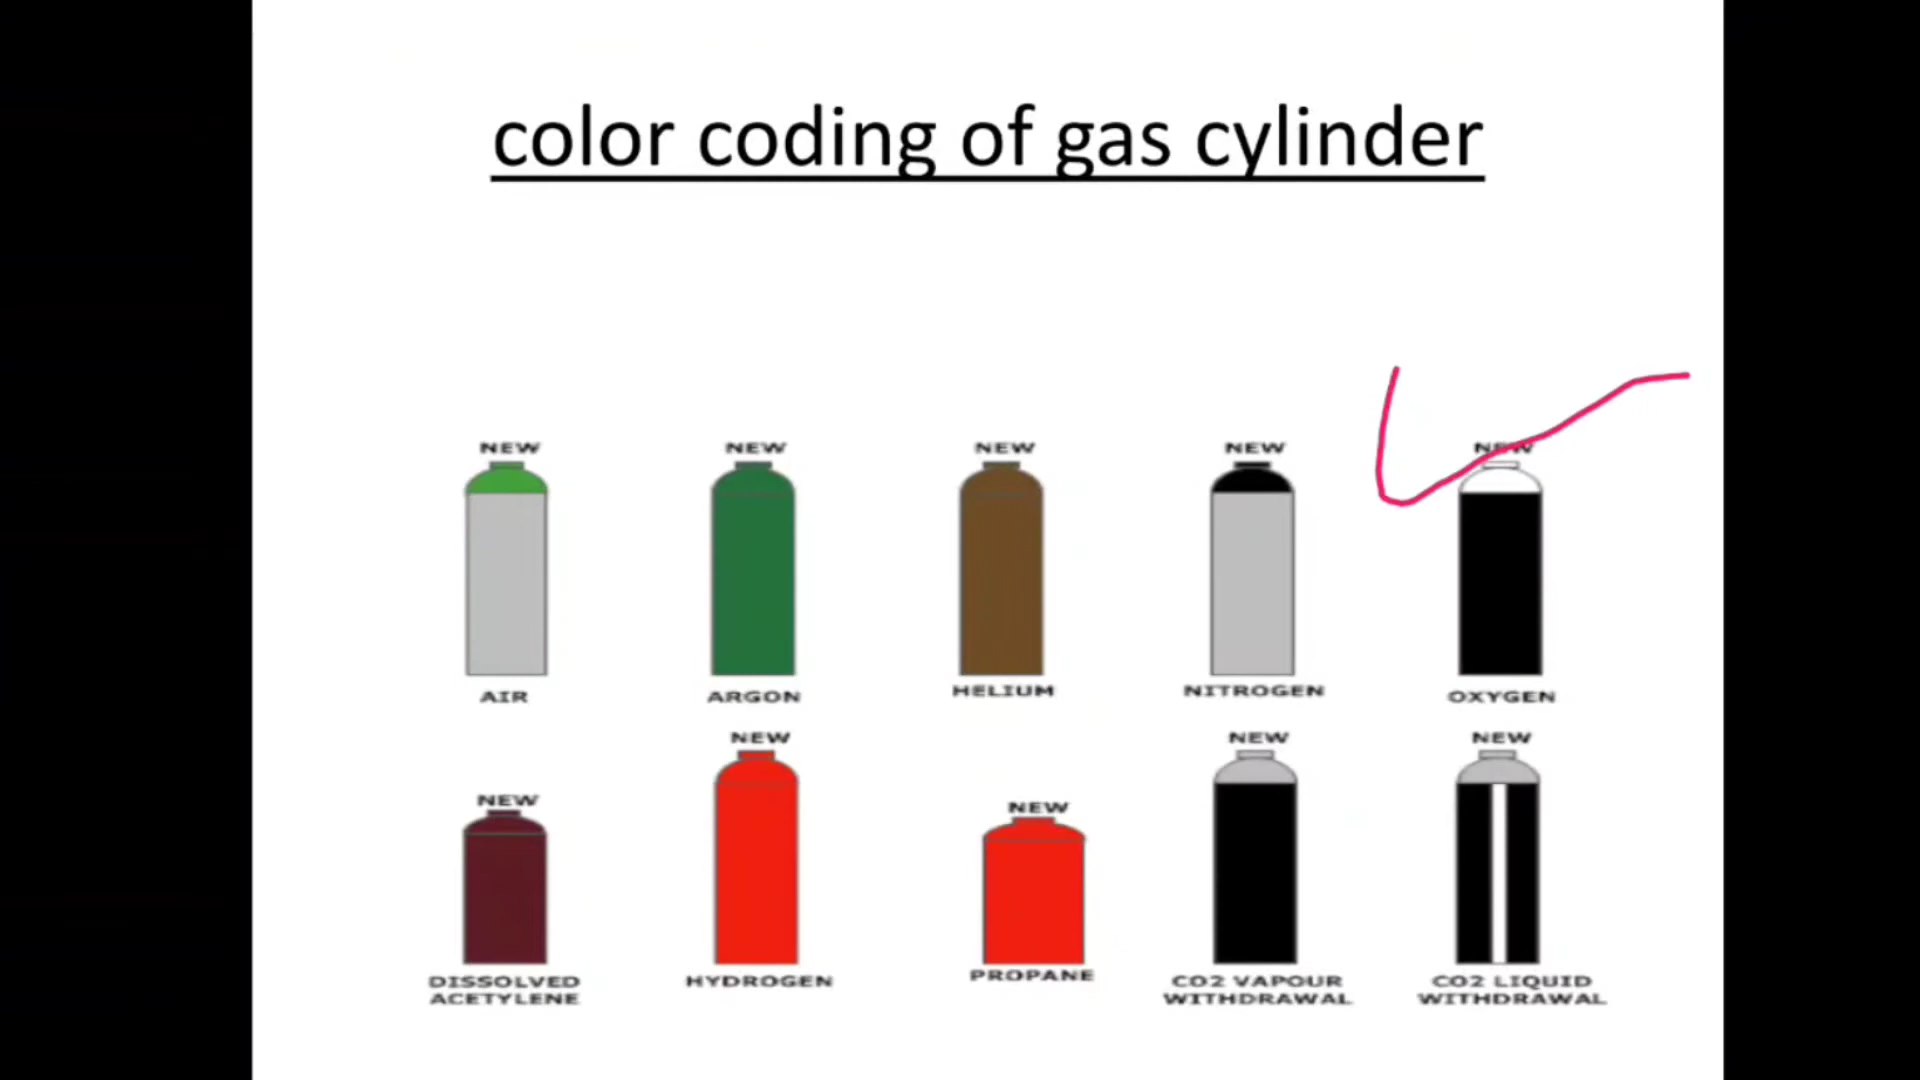 color coding of gas cylinder
NEW NEW NEW NEW NEW
AIR ARGON HELIUM NITROGEN OXYGEN
NEW NEW NEW NEW NEW
DISSOLVED ACETYLENE
HYDROGEN
PROPANE
CO2 VAPOUR WITHDRAWAL
CO2 LIQUID WITHDRAWAL